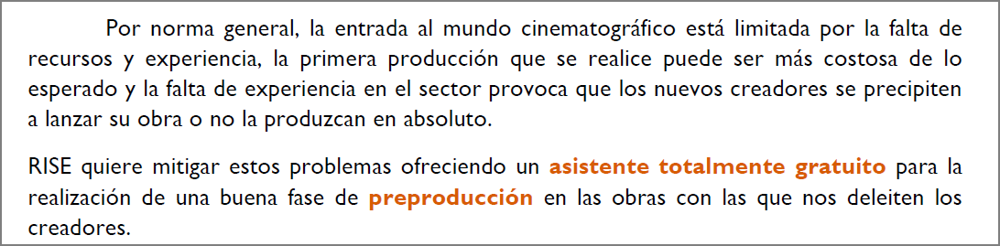 Por norma general, la entrada al mundo cinematográfico está limitada por la falta de
recursos y experiencia, la primera producción que se realice puede ser más costosa de lo
esperado y la falta de experiencia en el sector provoca que los nuevos creadores se precipiten
a lanzar su obra o no la produzcan en absoluto.
RISE quiere mitigar estos problemas ofreciendo un asistente totalmente gratuito para la
realización de una buena fase de preproducción en las obras con las que nos deleiten los
creadores.